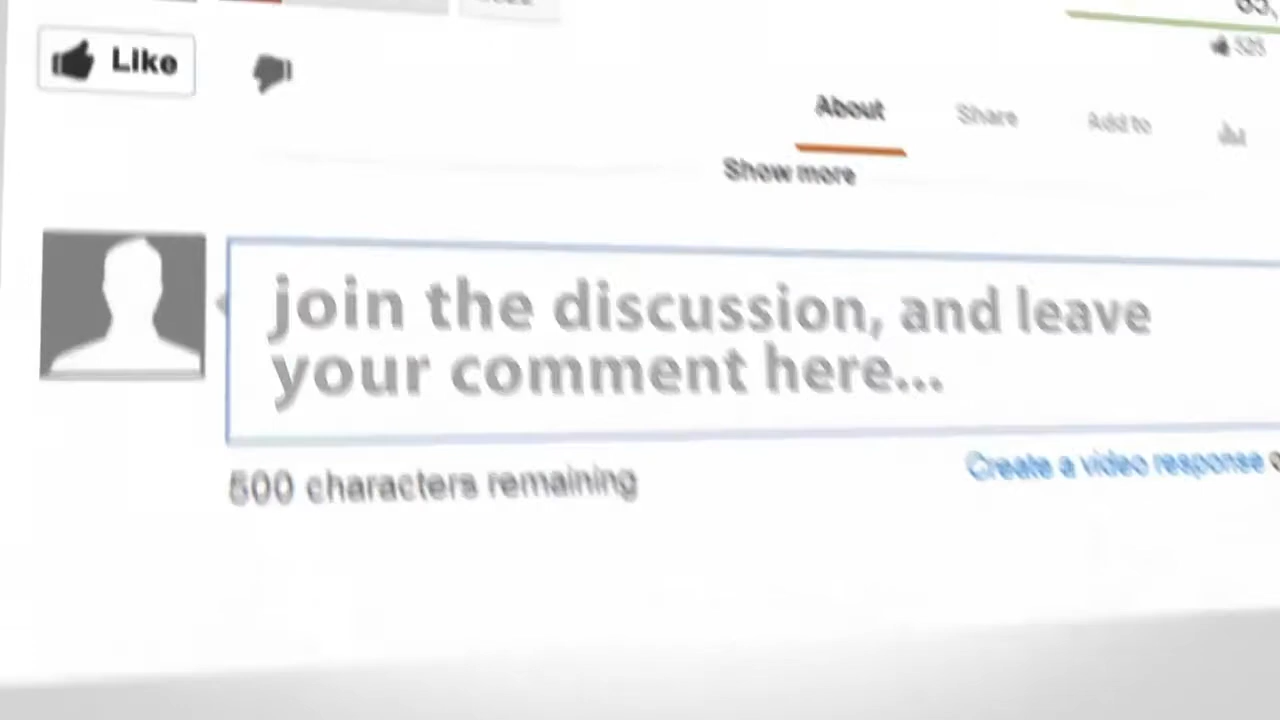 Like
About
Share
Add to
Show more
join the discussion, and leave
your comment here...
500 characters remaining
Create a video response